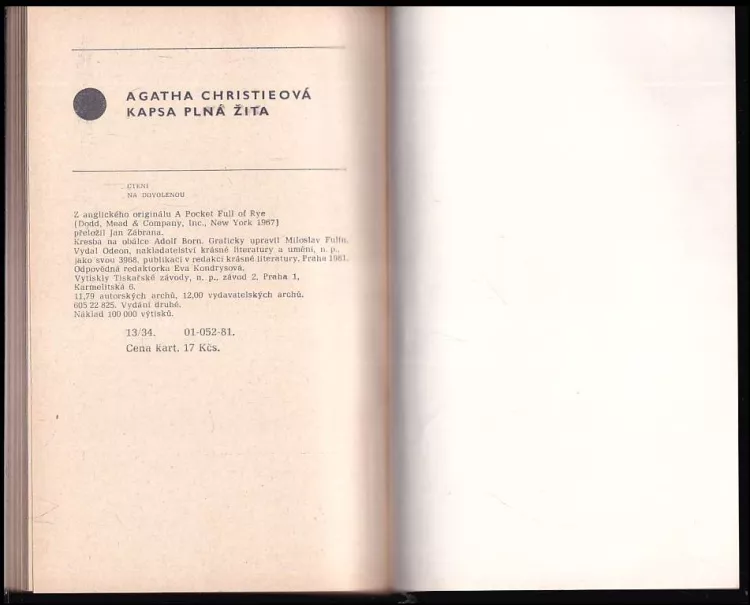 AGATHA CHRISTIEOVÁ
KAPSA PLNÁ ŽITA
ČTENÍ
NA DOVOLENOU
Z anglického originálu A Pocket Full of Rye
(Dodd, Mead & Company, Inc., New York 1967)
přeložil Jan Zábrana.
Kresba na obálce Adolf Born. Graficky upravil Miloslav Fulín.
Vydal Odeon, nakladatelství krásné literatury a umění, n. p.,
jako svou 3968. publikaci v redakci krásné literatury. Praha 1981.
Odpovědná redaktorka Eva Kondrysová.
Vytiskly Tiskařské závody, n. p., závod 2, Praha 1,
Karmelitská 6.
11,79 autorských archů, 12,00 vydavatelských archů.
605 22 825. Vydání druhé.
Náklad 100 000 výtisků.
13/34. 01-052-81.
Cena kart. 17 Kčs.